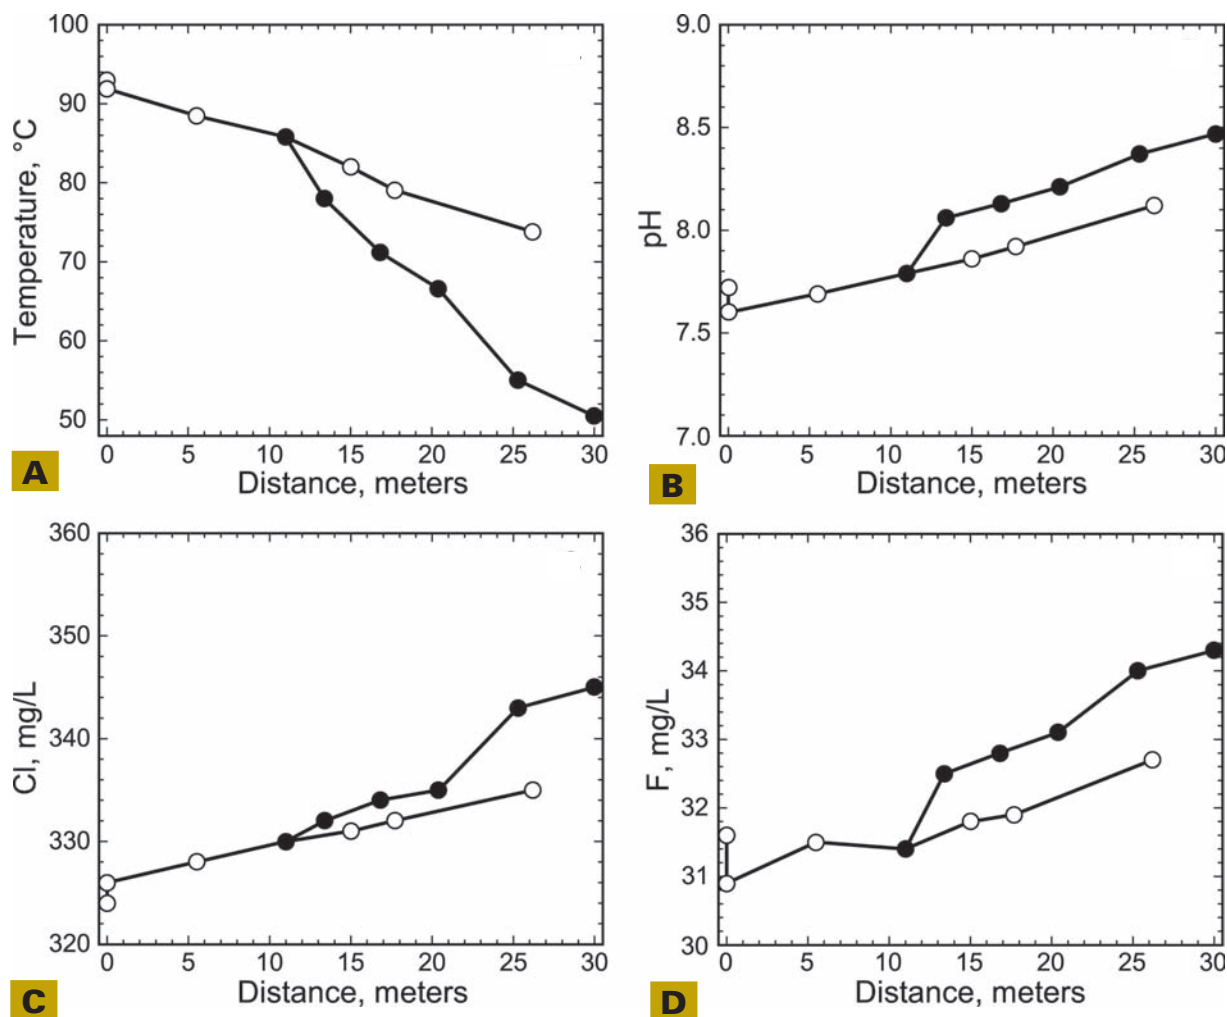 100
90
80
70
60
50
Temperature, °C
0 5 10 15 20 25 30
Distance, meters
A
9.0
8.5
8.0
7.5
7.0
pH
0 5 10 15 20 25 30
Distance, meters
B
360
350
340
330
320
Cl, mg/L
0 5 10 15 20 25 30
Distance, meters
C
36
35
34
33
32
31
30
F, mg/L
0 5 10 15 20 25 30
Distance, meters
D